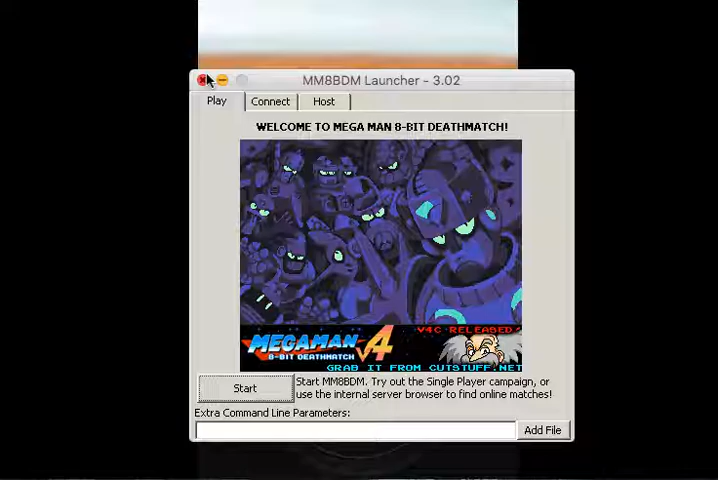 MM8BDM Launcher - 3.02
Play Connect Host
WELCOME TO MEGA MAN 8-BIT DEATHMATCH!
V4C RELEASED!
MEGAMAN V4
8-BIT DEATHMATCH
GRAB IT FROM CUTSTUFF.NET
Start
Start MM8BDM. Try out the Single Player campaign, or
use the internal server browser to find online matches!
Extra Command Line Parameters:
Add File